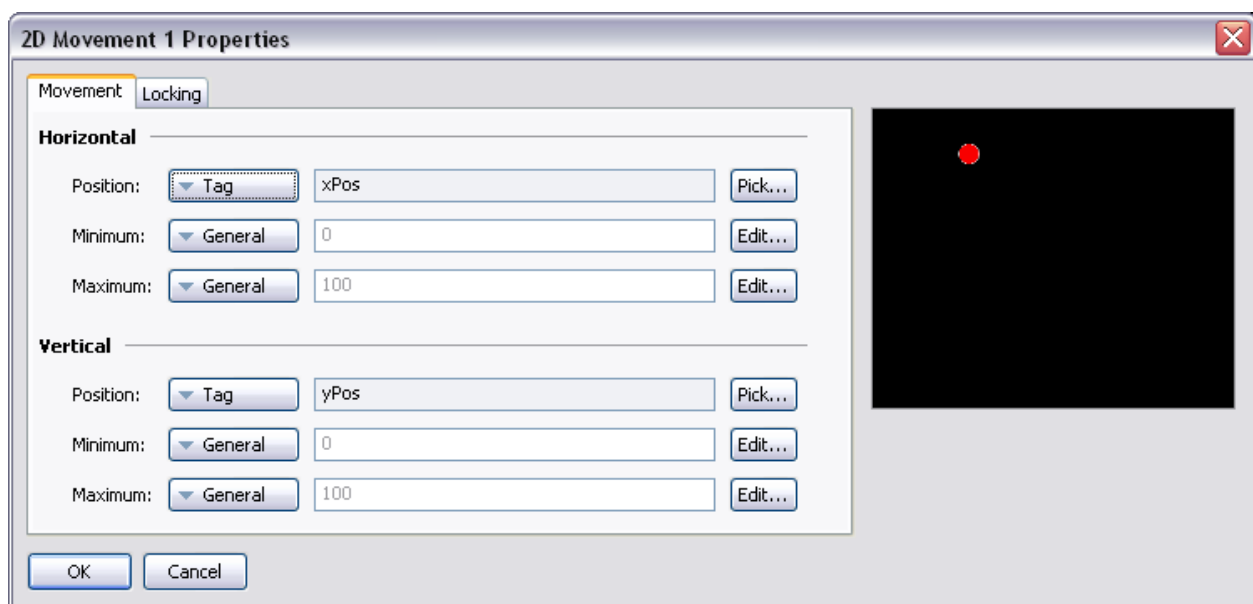 2D Movement 1 Properties
Movement Locking
Horizontal
Position: Tag xPos Pick...
Minimum: General 0 Edit...
Maximum: General 100 Edit...
Vertical
Position: Tag yPos Pick...
Minimum: General 0 Edit...
Maximum: General 100 Edit...
OK Cancel